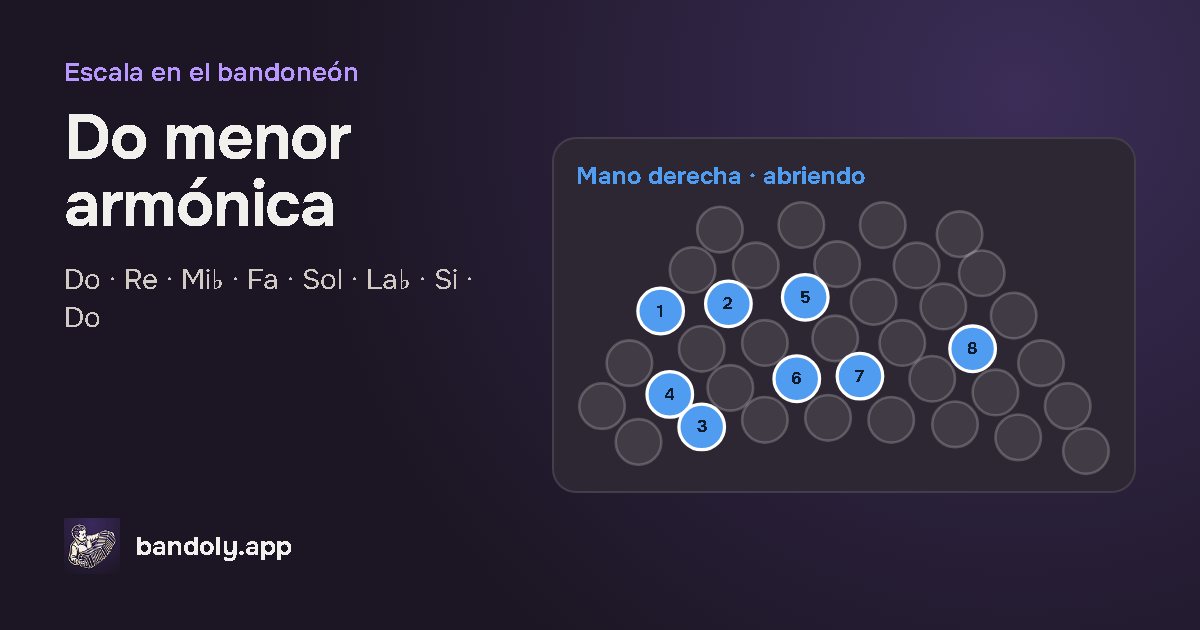 Escala en el bandoneón
Do menor
armónica
Do · Re · Mi♭ · Fa · Sol · La♭ · Si ·
Do
Mano derecha · abriendo
1
2
5
8
6
7
4
3
bandoly.app